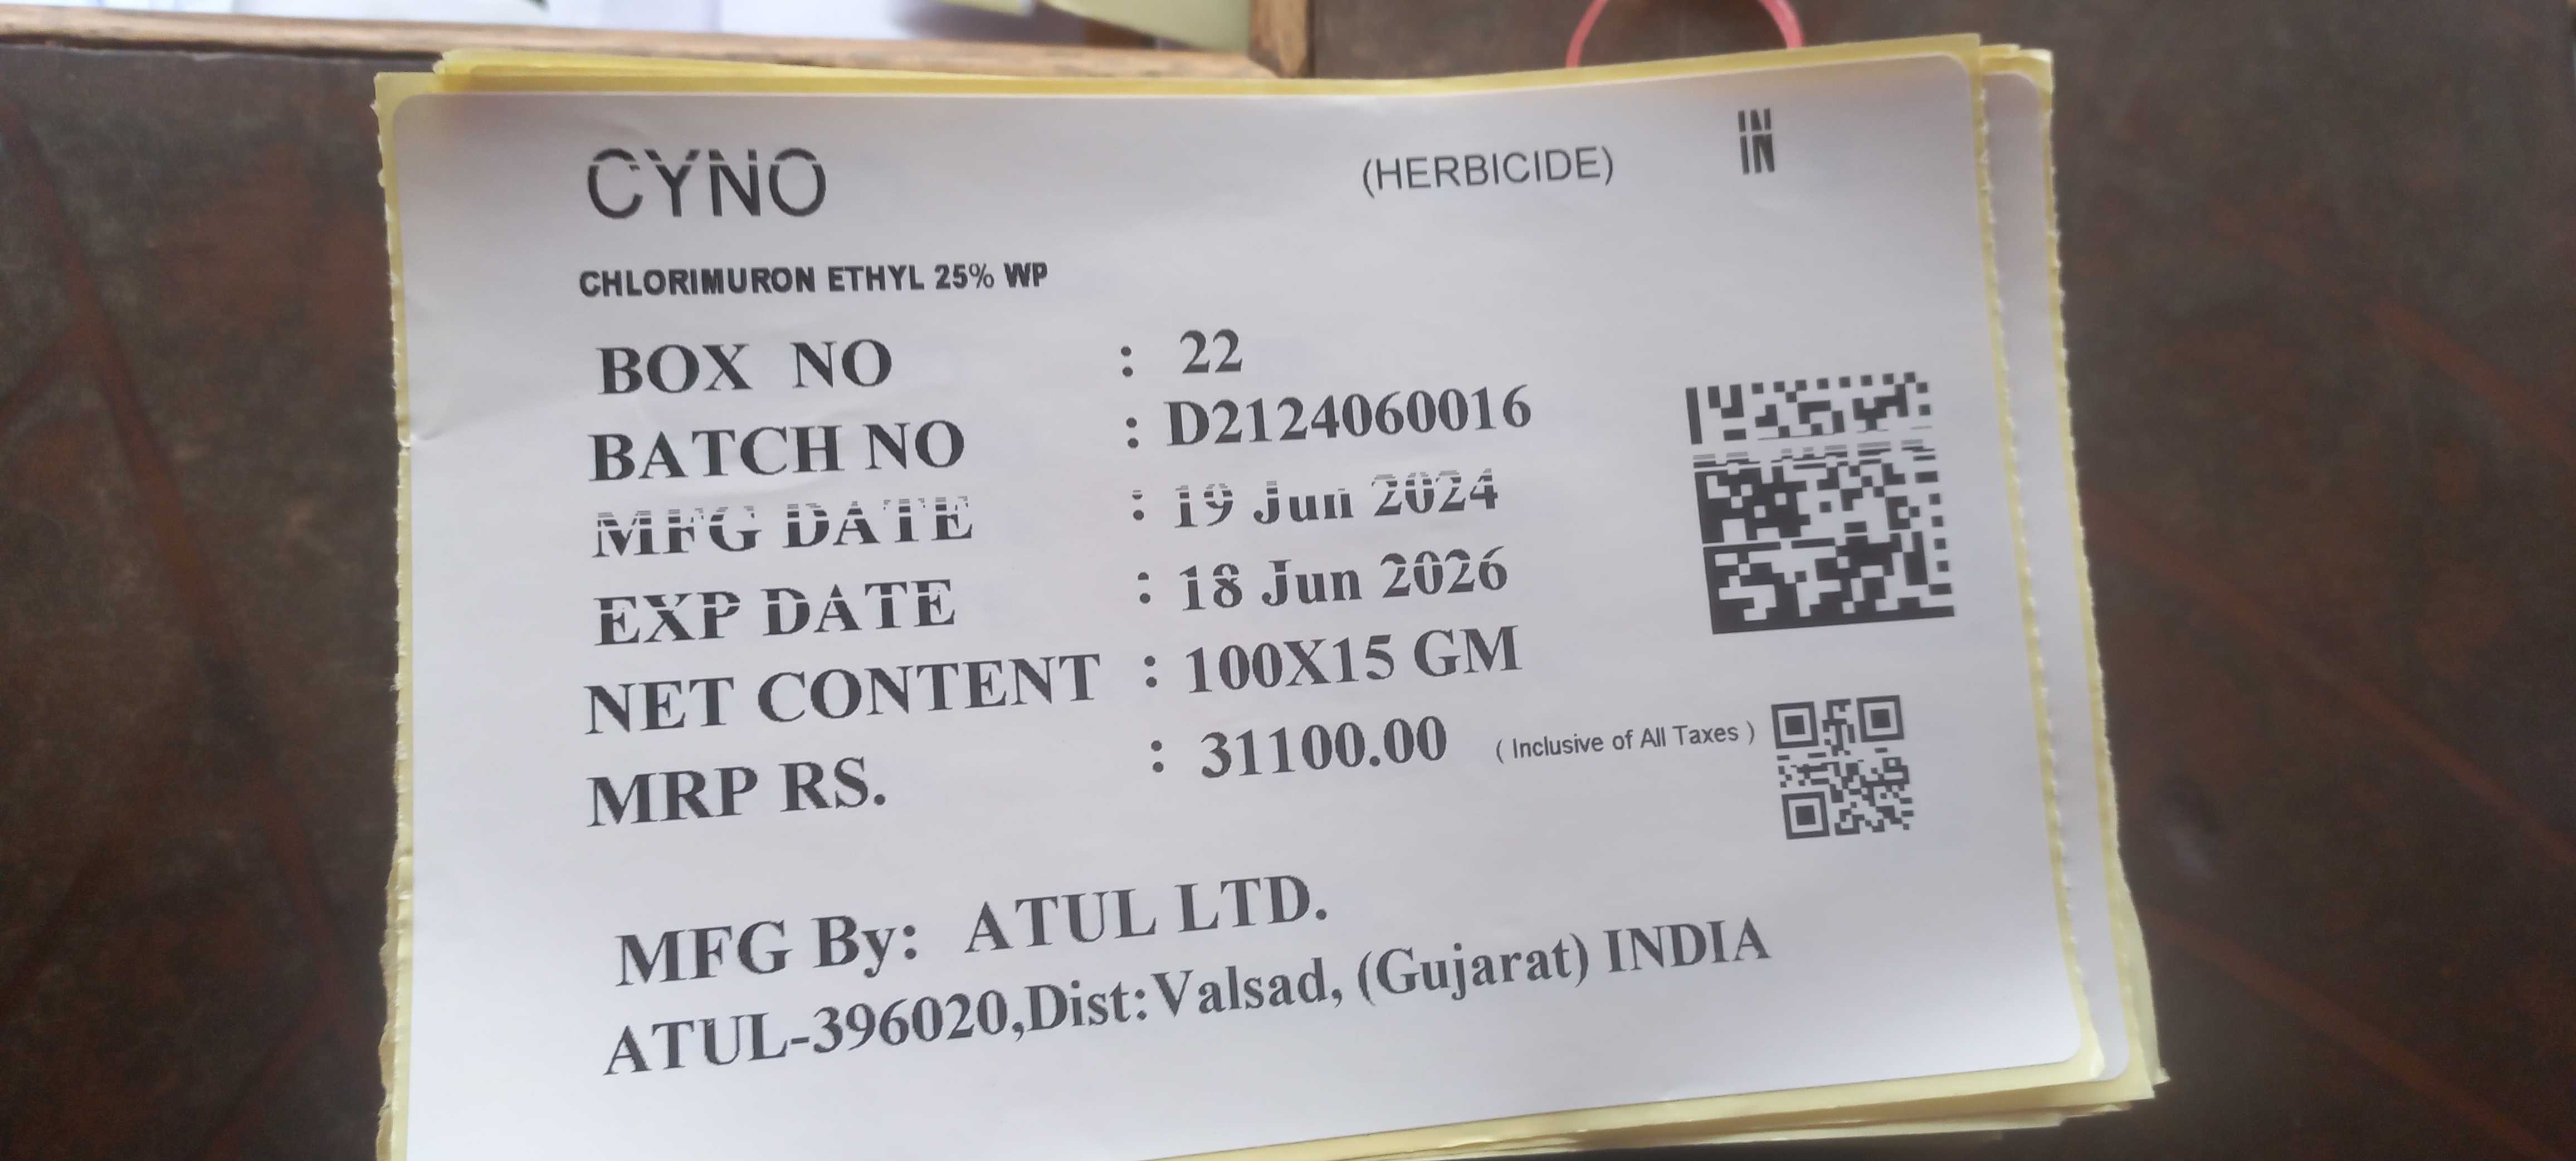 CYNO (HERBICIDE) IN
CHLORIMURON ETHYL 25% WP
BOX NO : 22
BATCH NO : D2124060016
MFG DATE : 19 Jun 2024
EXP DATE : 18 Jun 2026
NET CONTENT : 100X15 GM
MRP RS. : 31100.00 ( Inclusive of All Taxes )
MFG By: ATUL LTD.
ATUL-396020,Dist:Valsad, (Gujarat) INDIA